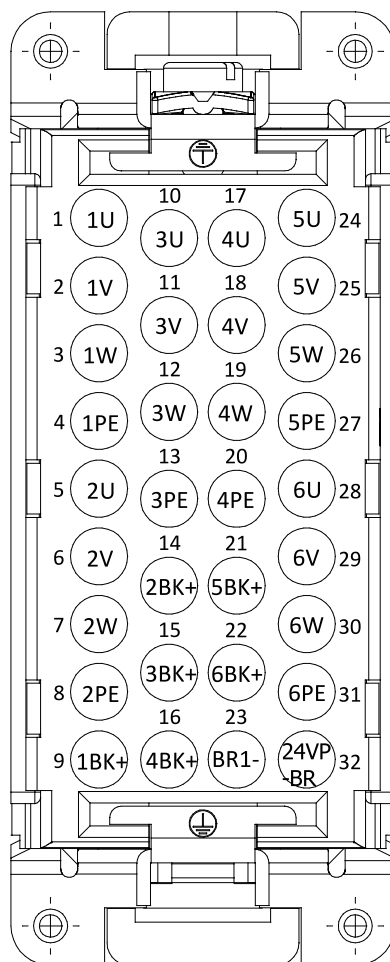 10 17
1 1U 3U 4U 5U 24
11 18
2 1V 3V 4V 5V 25
12 19
3 1W 3W 4W 5W 26
4 1PE 5PE 27
13 20
5 2U 3PE 4PE 6U 28
14 21
6 2V 2BK+ 5BK+ 6V 29
15 22
7 2W 6W 30
8 2PE 3BK+ 6BK+ 6PE 31
16 23
9 1BK+ 4BK+ BR1- 24VP 32
-BR